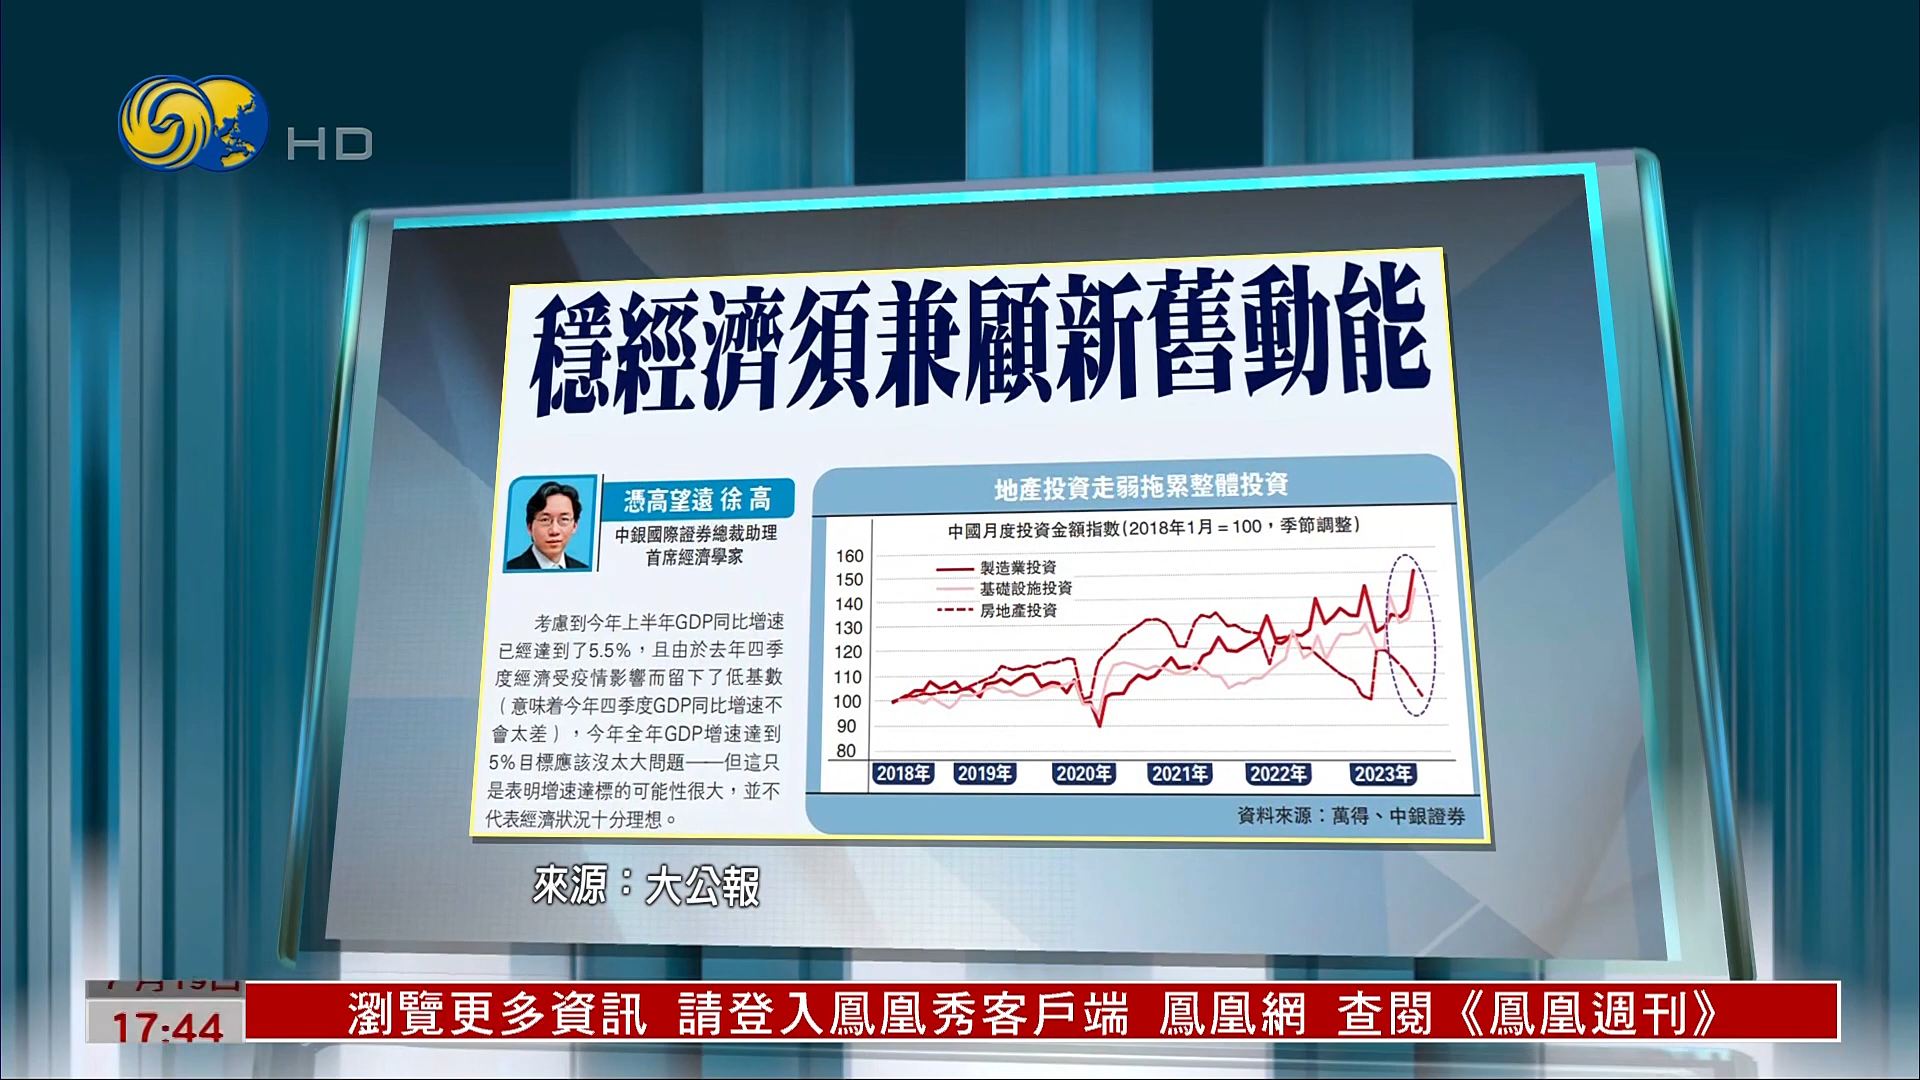 HD
穩經濟須兼顧新舊動能
憑高望遠 徐 高
中銀國際證券總裁助理
首席經濟學家
考慮到今年上半年GDP同比增速
已經達到了5.5%，且由於去年四季
度經濟受疫情影響而留下了低基數
（意味着今年四季度GDP同比增速不
會太差），今年全年GDP增速達到
5%目標應該沒太大問題——但這只
是表明增速達標的可能性很大，並不
代表經濟狀況十分理想。
地產投資走弱拖累整體投資
中國月度投資金額指數(2018年1月=100，季節調整)
製造業投資
基礎設施投資
房地產投資
160
150
140
130
120
110
100
90
80
2018年 2019年 2020年 2021年 2022年 2023年
資料來源：萬得、中銀證券
來源：大公報
7月19日
17:44
瀏覽更多資訊 請登入鳳凰秀客戶端 鳳凰網 查閱《鳳凰週刊》